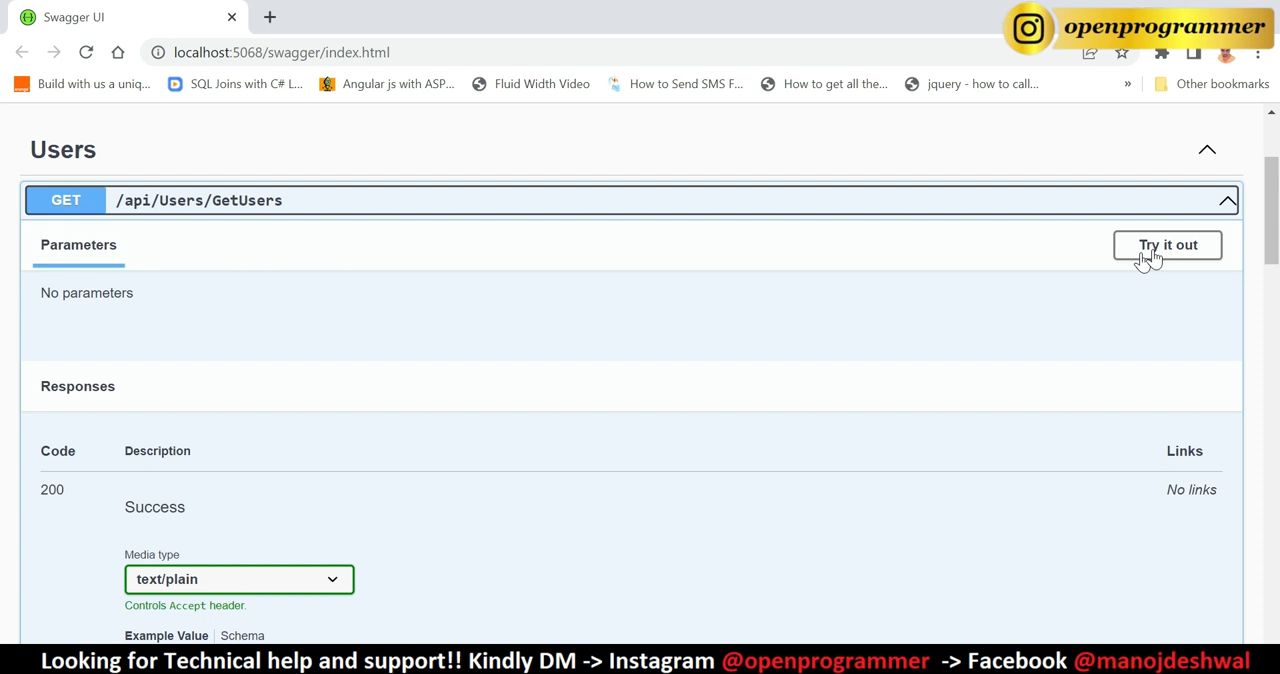 Swagger UI
openprogrammer
localhost:5068/swagger/index.html
Build with us a uniq...
SQL Joins with C# L...
Angular js with ASP...
Fluid Width Video
How to Send SMS F...
How to get all the...
jquery - how to call...
»
Other bookmarks
Users
GET /api/Users/GetUsers
Parameters
Try it out
No parameters
Responses
Code Description Links
200 No links
Success
Media type
text/plain
Controls Accept header.
Example Value Schema
Looking for Technical help and support!! Kindly DM -> Instagram @openprogrammer -> Facebook @manojdeshwal